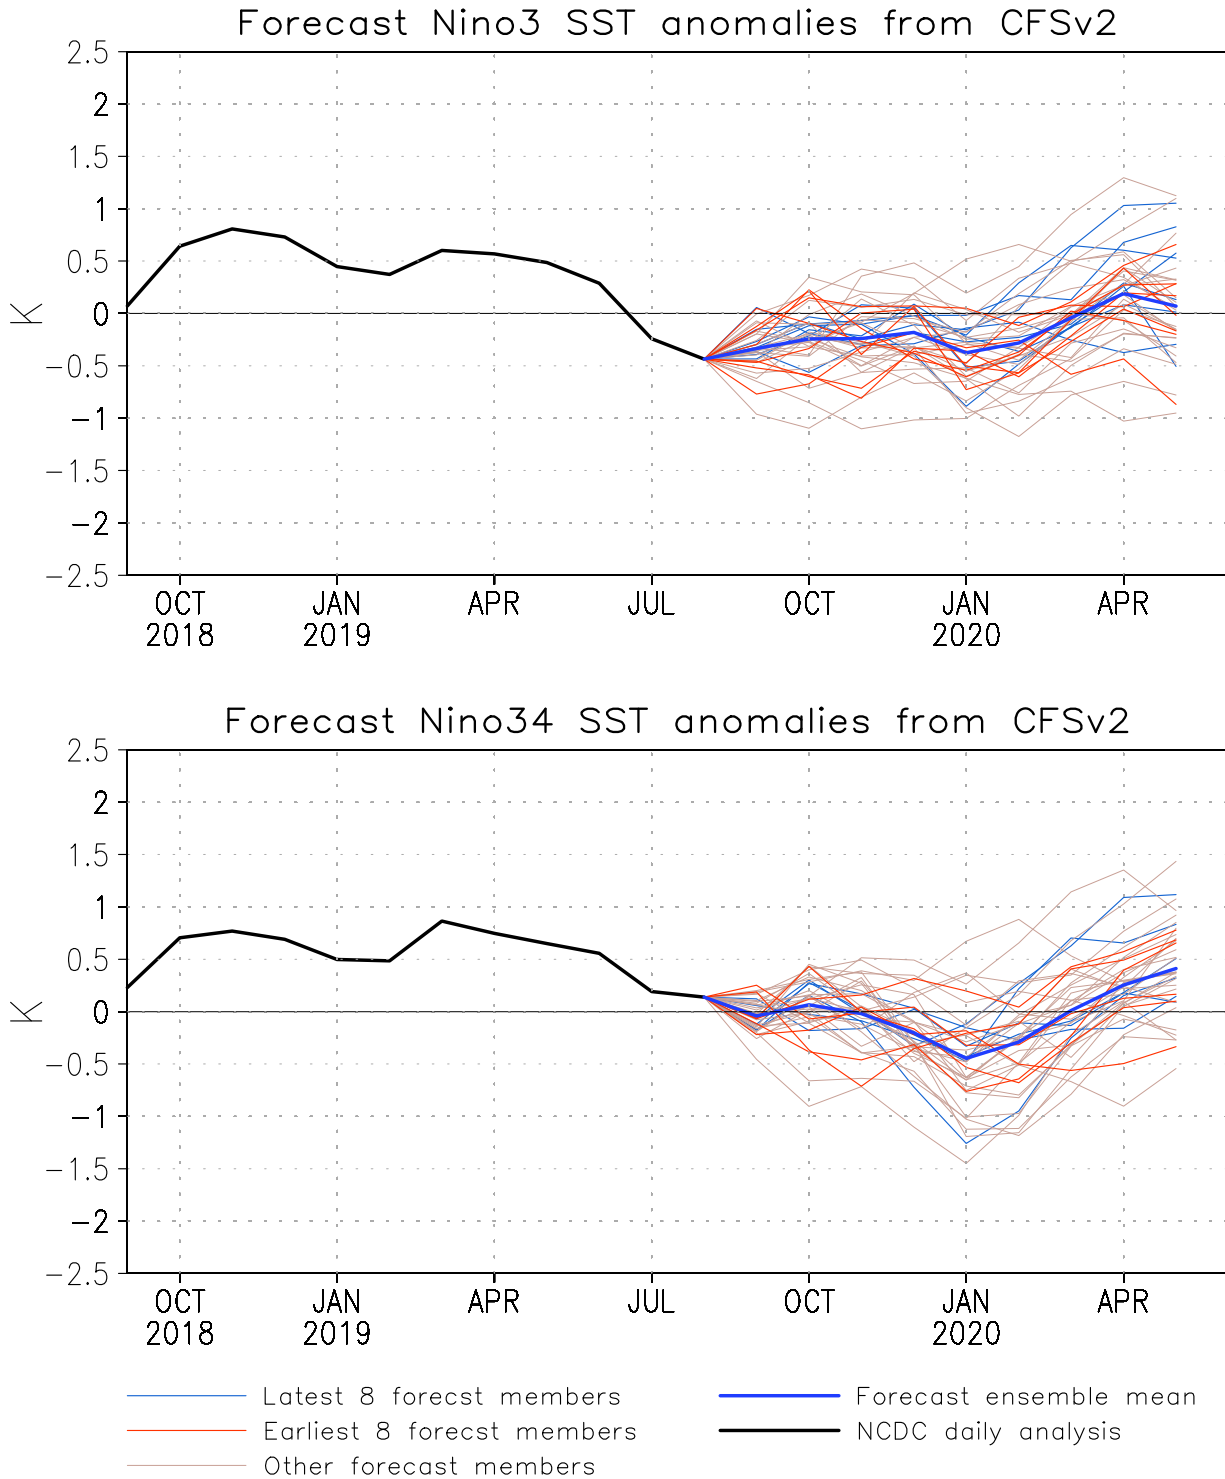 Forecast Nino3 SST anomalies from CFSv2
2.5
2
1.5
1
0.5
0
-0.5
-1
-1.5
-2
-2.5
K
OCT JAN APR JUL OCT JAN APR
2018 2019 2020
Forecast Nino34 SST anomalies from CFSv2
2.5
2
1.5
1
0.5
0
-0.5
-1
-1.5
-2
-2.5
K
OCT JAN APR JUL OCT JAN APR
2018 2019 2020
Latest 8 forecst members
Earliest 8 forecst members
Other forecast members
Forecast ensemble mean
NCDC daily analysis